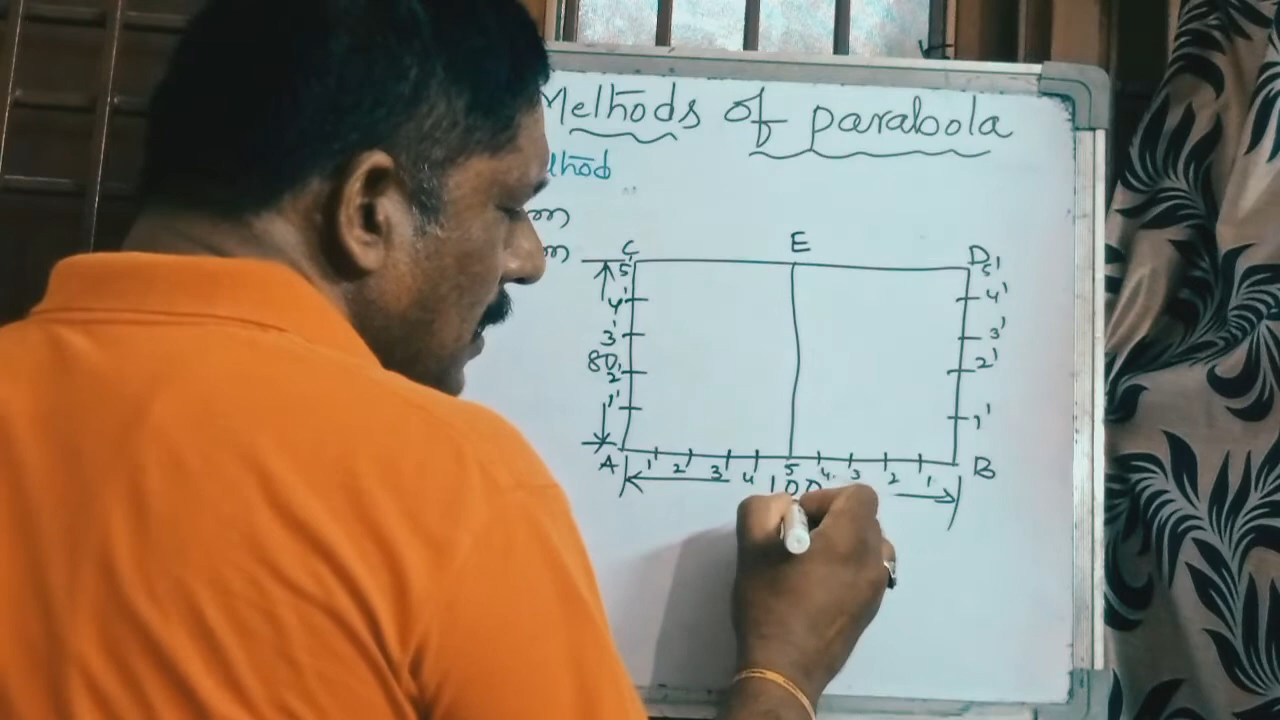 Methods of parabola
thod
m
m
C E D
5' 5'
4' 4'
3' 3'
80
2' 2'
1' 1'
A 1 2 3 4 5 4 3 2 1 B
100